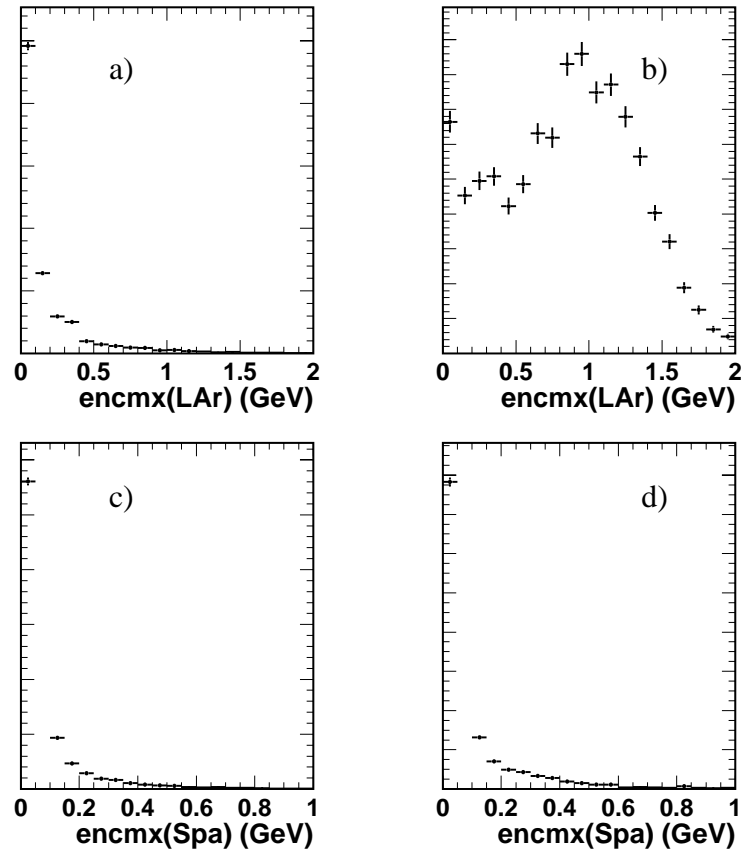 a)
b)
0 0.5 1 1.5 2
encmx(LAr) (GeV)
0 0.5 1 1.5 2
encmx(LAr) (GeV)
c)
d)
0 0.2 0.4 0.6 0.8 1
encmx(Spa) (GeV)
0 0.2 0.4 0.6 0.8 1
encmx(Spa) (GeV)